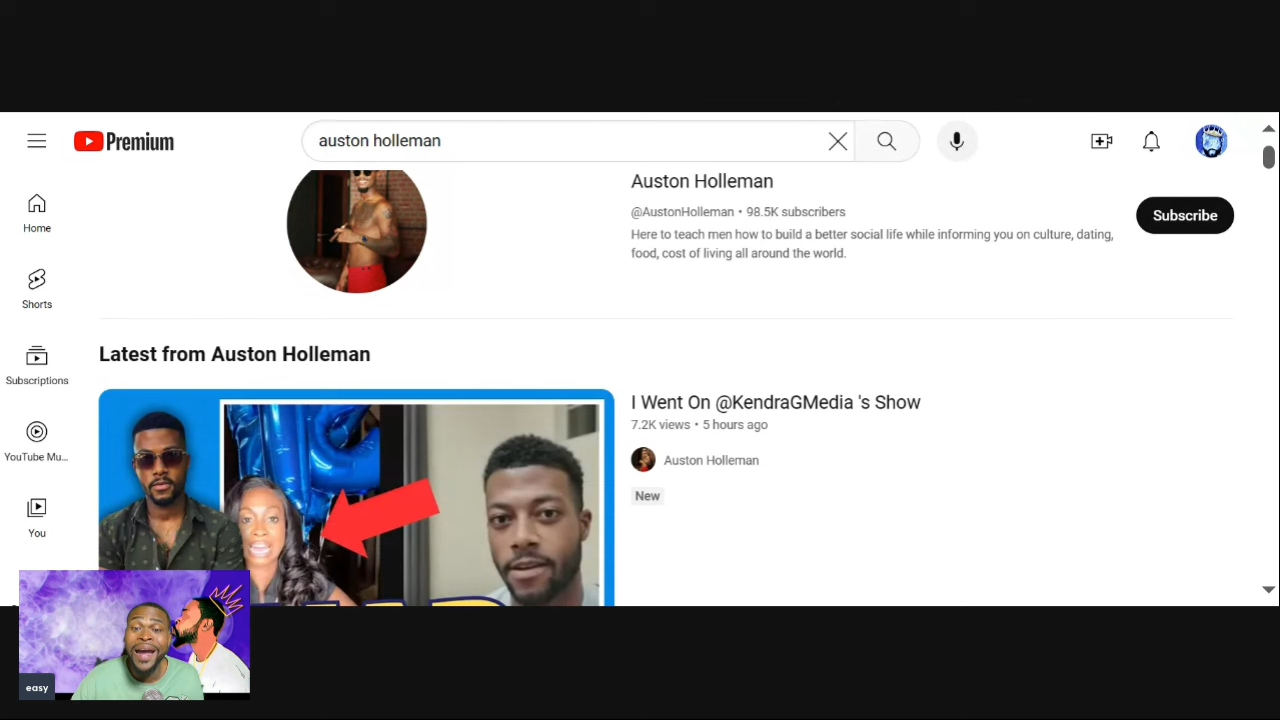 Premium
auston holleman
Home
Shorts
Subscriptions
YouTube Mu...
You
Auston Holleman
@AustonHolleman • 98.5K subscribers
Here to teach men how to build a better social life while informing you on culture, dating,
food, cost of living all around the world.
Subscribe
Latest from Auston Holleman
I Went On @KendraGMedia 's Show
7.2K views • 5 hours ago
Auston Holleman
New
easy